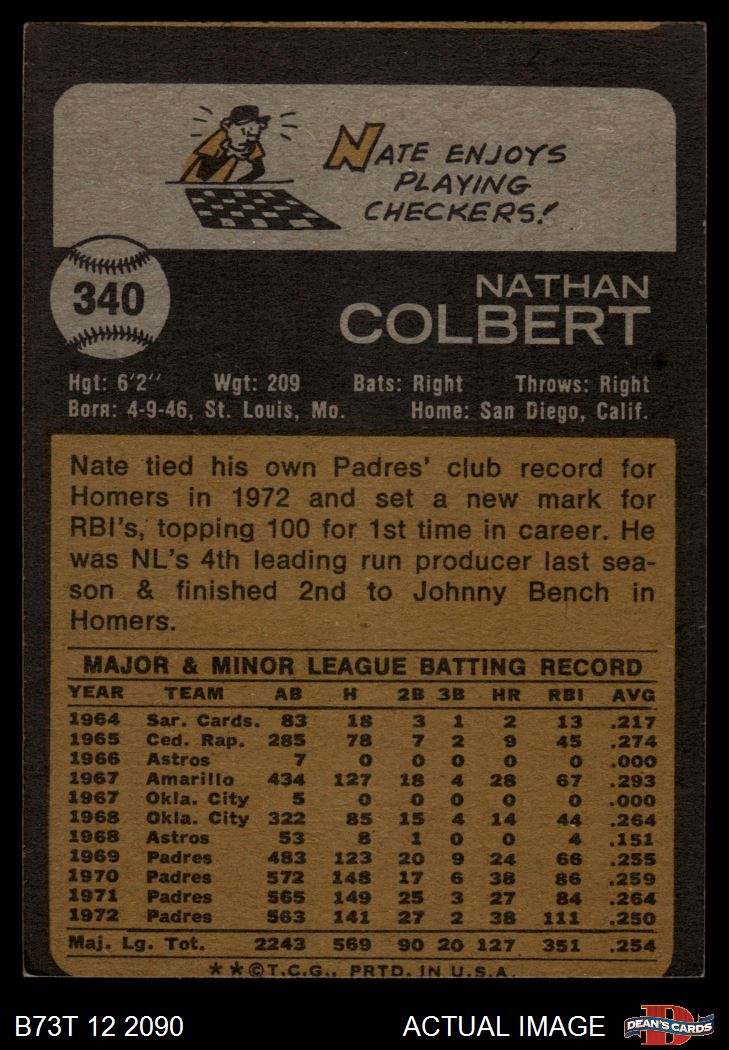 NATE ENJOYS
PLAYING
CHECKERS!
340
NATHAN
COLBERT
Hgt: 6'2" Wgt: 209 Bats: Right Throws: Right
Born: 4-9-46, St. Louis, Mo. Home: San Diego, Calif.
Nate tied his own Padres' club record for
Homers in 1972 and set a new mark for
RBI's, topping 100 for 1st time in career. He
was NL's 4th leading run producer last sea-
son & finished 2nd to Johnny Bench in
Homers.
MAJOR & MINOR LEAGUE BATTING RECORD
YEAR TEAM AB H 2B 3B HR RBI AVG
1964 Sar. Cards. 83 18 3 1 2 13 .217
1965 Ced. Rap. 285 78 7 2 9 45 .274
1966 Astros 7 0 0 0 0 0 .000
1967 Amarillo 434 127 18 4 28 67 .293
1967 Okla. City 5 0 0 0 0 0 .000
1968 Okla. City 322 85 15 4 14 44 .264
1968 Astros 53 8 1 0 0 4 .151
1969 Padres 483 123 20 9 24 66 .255
1970 Padres 572 148 17 6 38 86 .259
1971 Padres 565 149 25 3 27 84 .264
1972 Padres 563 141 27 2 38 111 .250
Maj. Lg. Tot. 2243 569 90 20 127 351 .254
**©T.C.G., PRTD. IN U.S.A.
B73T 12 2090 ACTUAL IMAGE DEAN'S CARDS